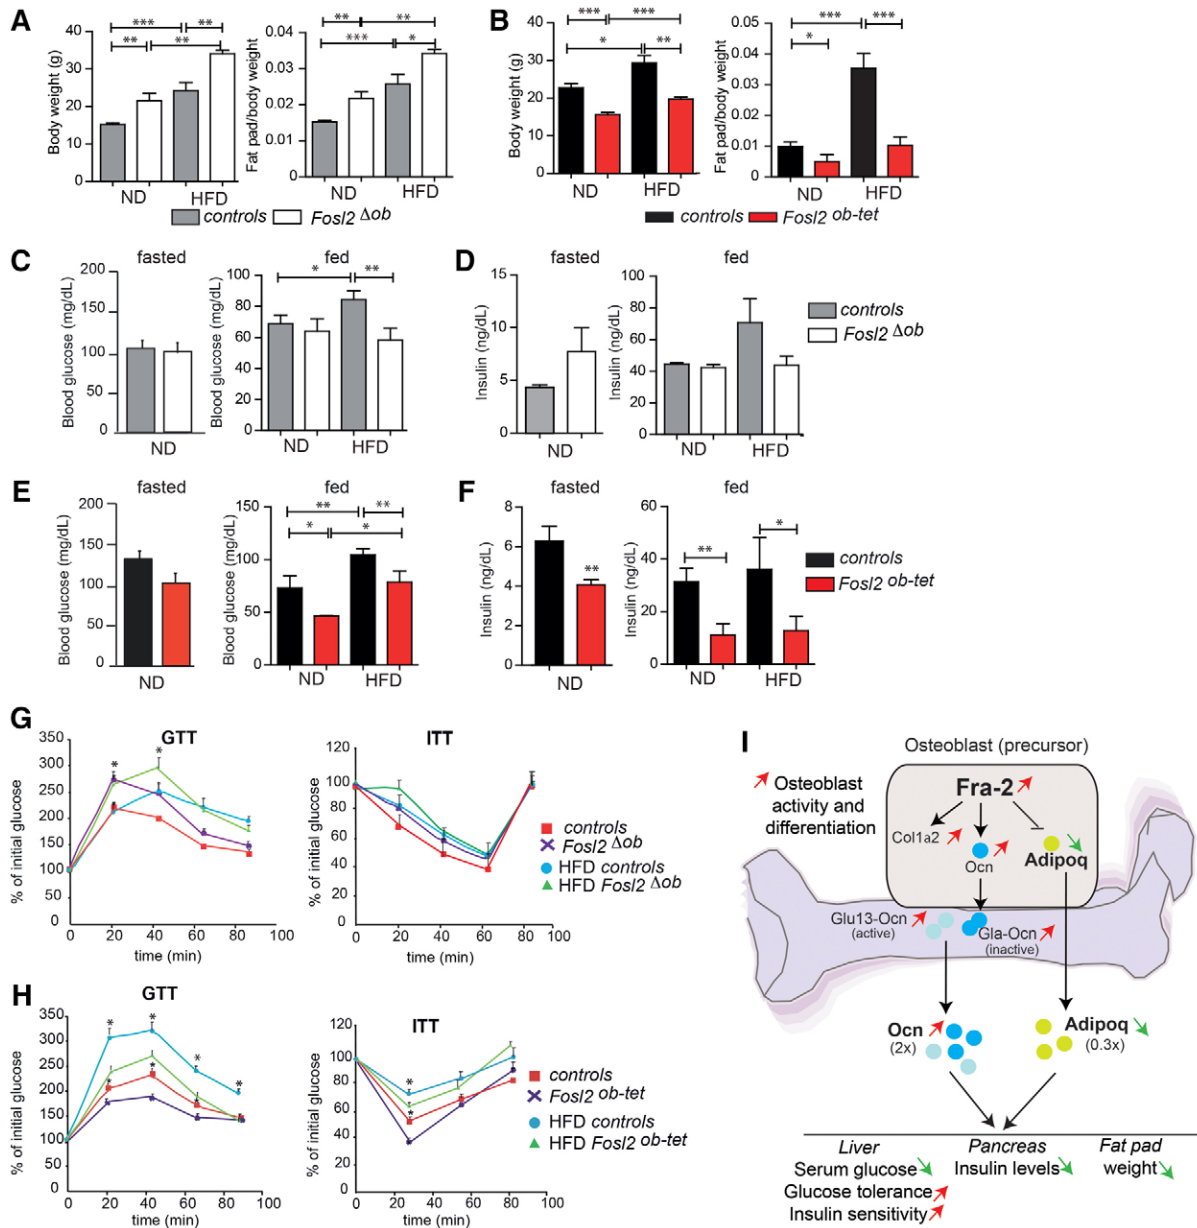 A
Body weight (g)
40
30
20
10
0
***
**
**
**
ND
HFD
Fat pad/body weight
0.04
0.03
0.02
0.01
0
**
**
***
*
ND
HFD
controls
Fosl2 Δob
B
Body weight (g)
40
30
20
10
0
***
***
*
**
ND
HFD
Fat pad/body weight
0.05
0.04
0.03
0.02
0.01
0
***
***
*
ND
HFD
controls
Fosl2 ob-tet
C
fasted
Blood glucose (mg/dL)
200
150
100
50
0
ND
fed
Blood glucose (mg/dL)
100
80
60
40
20
0
*
**
ND
HFD
D
fasted
Insulin (ng/dL)
15
10
5
0
ND
fed
Insulin (ng/dL)
100
80
60
40
20
0
ND
HFD
controls
Fosl2 Δob
E
fasted
Blood glucose (mg/dL)
200
150
100
50
0
ND
fed
Blood glucose (mg/dL)
150
100
50
0
**
**
*
*
ND
HFD
F
fasted
Insulin (ng/dL)
8
6
4
2
0
**
ND
fed
Insulin (ng/dL)
60
40
20
0
**
*
ND
HFD
controls
Fosl2 ob-tet
G
GTT
% of initial glucose
350
300
250
200
150
100
50
0
*
*
0
20
40
60
80
100
time (min)
ITT
% of initial glucose
120
100
80
60
40
20
0
0
20
40
60
80
100
time (min)
controls
Fosl2 Δob
HFD controls
HFD Fosl2 Δob
H
GTT
% of initial glucose
350
300
250
200
150
100
50
0
*
*
*
*
*
*
0
20
40
60
80
100
time (min)
ITT
% of initial glucose
120
100
80
60
40
20
0
*
*
0
20
40
60
80
100
time (min)
controls
Fosl2 ob-tet
HFD controls
HFD Fosl2 ob-tet
I
Osteoblast (precursor)
Osteoblast
activity and
differentiation
Fra-2
Col1a2
Ocn
Adipoq
Glu13-Ocn
(active)
Gla-Ocn
(inactive)
Ocn
(2x)
Adipoq
(0.3x)
Liver
Serum glucose
Glucose tolerance
Insulin sensitivity
Pancreas
Insulin levels
Fat pad
weight